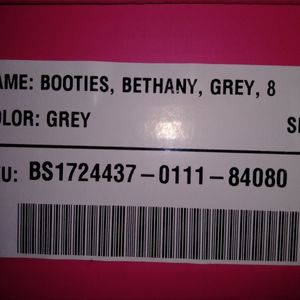 AME: BOOTIES, BETHANY, GREY, 8
OLOR: GREY
U: BS1724437-0111-84080